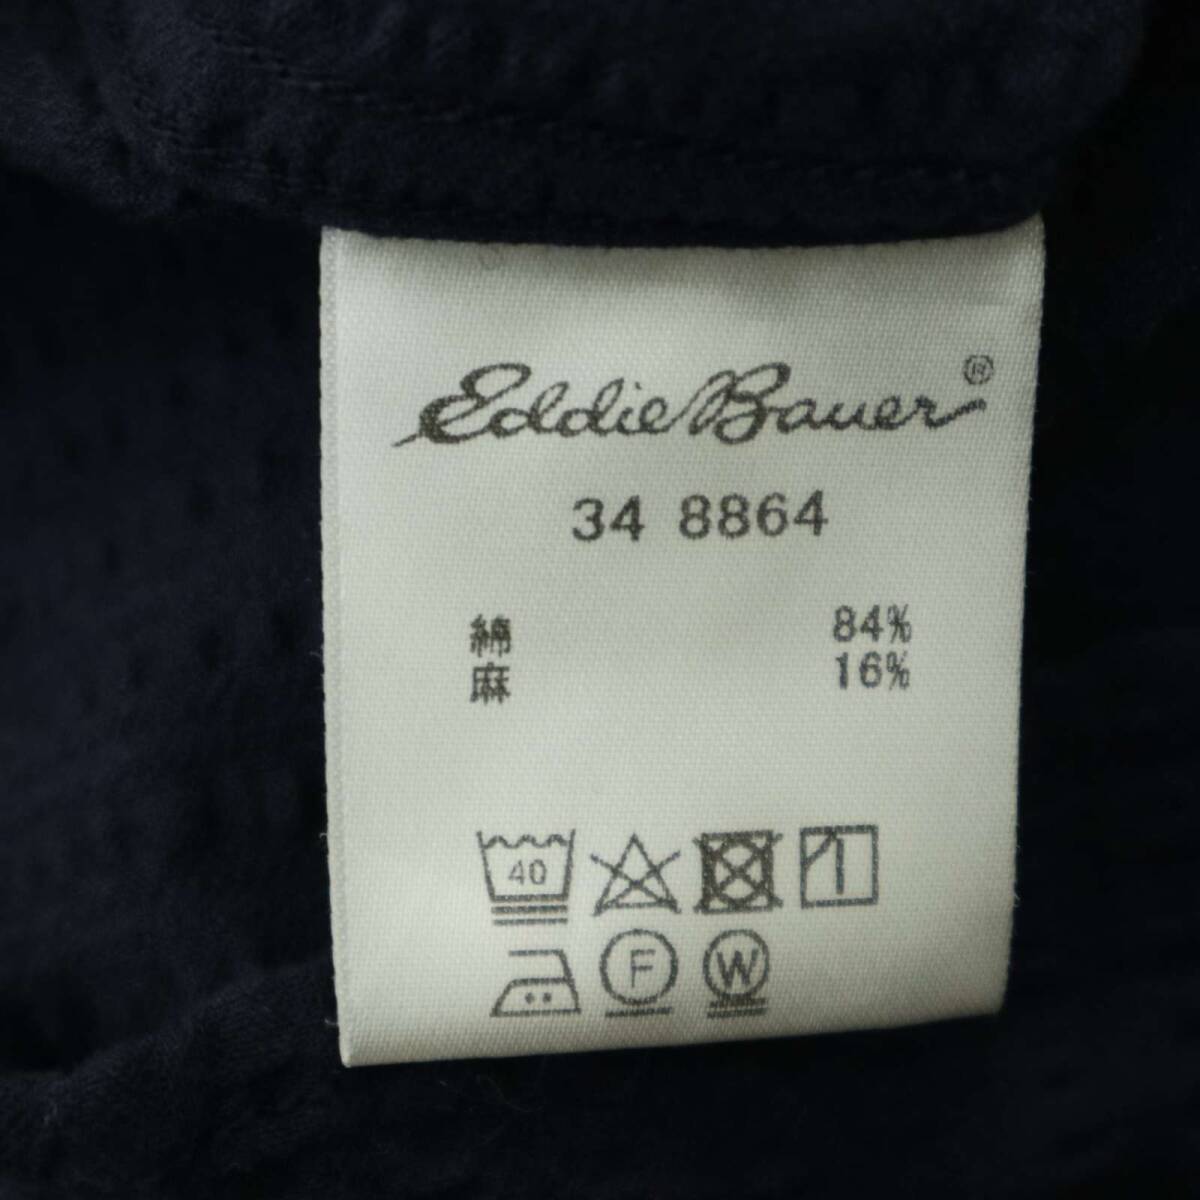 Eddie Bauer®
34 8864
綿 84%
麻 16%
40
F W